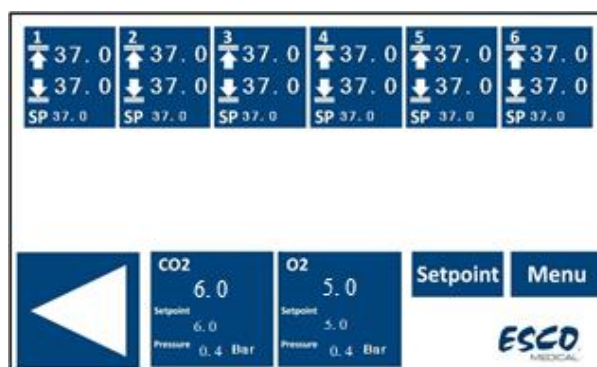 1 2 3 4 5 6
37. 0 37. 0 37. 0 37. 0 37. 0 37. 0
37. 0 37. 0 37. 0 37. 0 37. 0 37. 0
SP 37. 0 SP 37. 0 SP 37. 0 SP 37. 0 SP 37. 0 SP 37. 0
CO2
6. 0
Setpoint
6. 0
Pressure 0. 4 Bar
O2
5. 0
Setpoint
5. 0
Pressure 0. 4 Bar
Setpoint
Menu
ESCO
MEDICAL